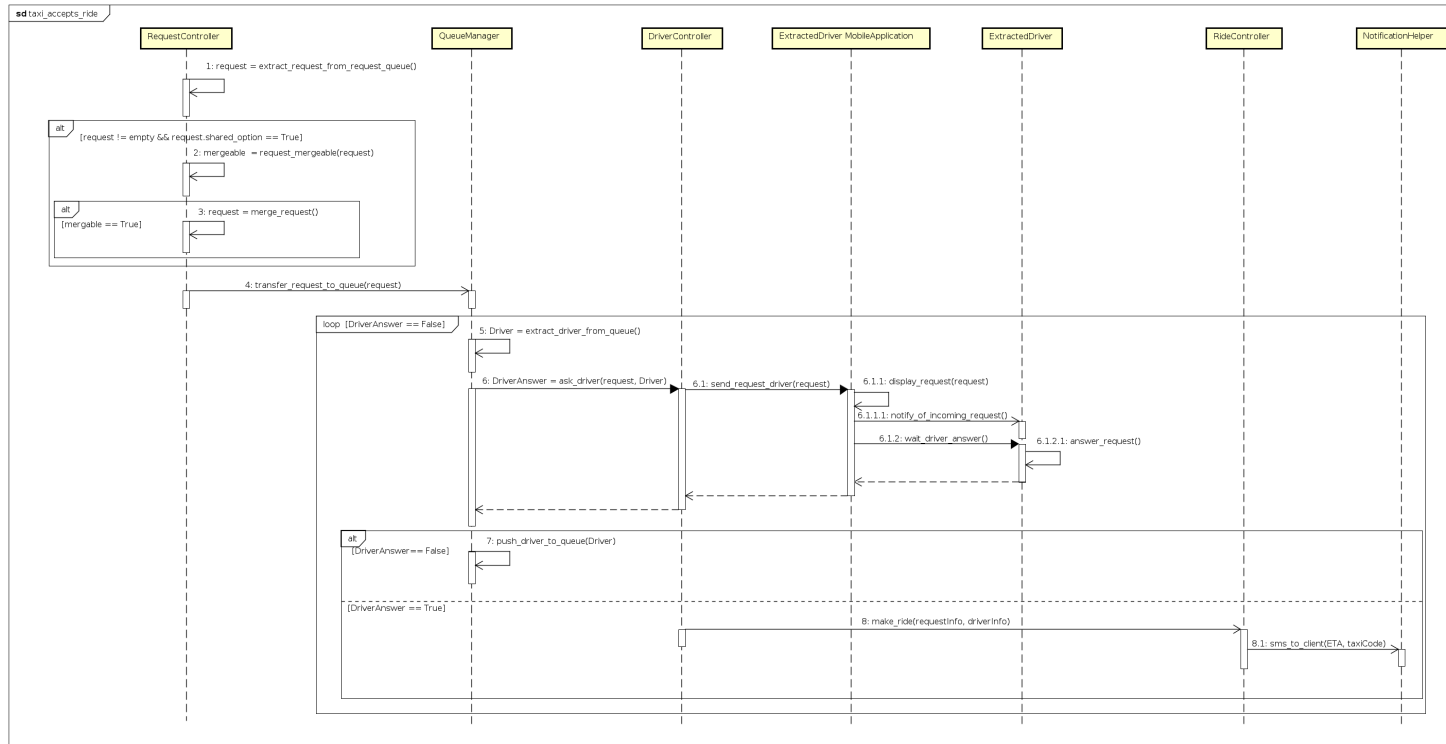 sd taxi_accepts_ride
RequestController
QueueManager
DriverController
ExtractedDriver MobileApplication
ExtractedDriver
RideController
NotificationHelper
1: request = extract_request_from_request_queue()
alt
[request != empty && request.shared_option == True]
2: mergeable = request_mergeable(request)
alt
3: request = merge_request()
[mergable == True]
4: transfer_request_to_queue(request)
loop [DriverAnswer == False]
5: Driver = extract_driver_from_queue()
6: DriverAnswer = ask_driver(request, Driver)
6.1: send_request_driver(request)
6.1.1: display_request(request)
6.1.1.1: notify_of_incoming_request()
6.1.2: wait_driver_answer()
6.1.2.1: answer_request()
alt
7: push_driver_to_queue(Driver)
[DriverAnswer== False]
[DriverAnswer == True]
8: make_ride(requestInfo, driverInfo)
8.1: sms_to_client(ETA, taxiCode)